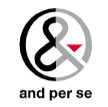 &
and per se